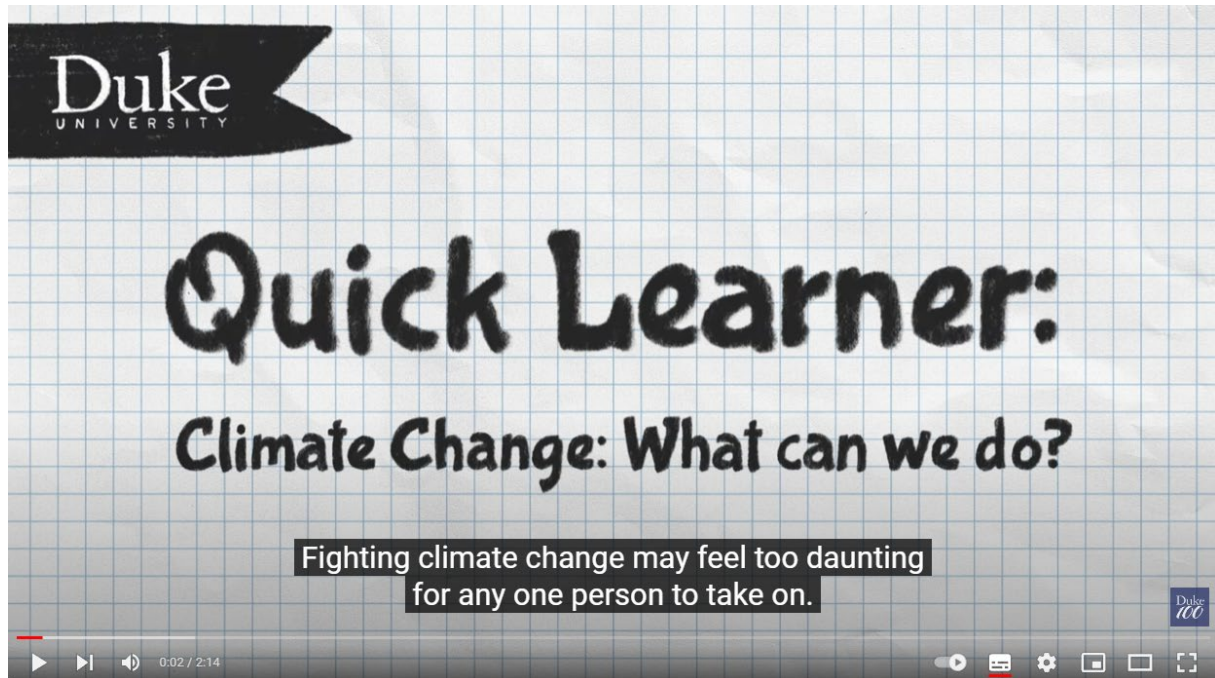 Duke
UNIVERSITY
Quick Learner:
Climate Change: What can we do?
Fighting climate change may feel too daunting
for any one person to take on.
Duke
100
0:02 / 2:14